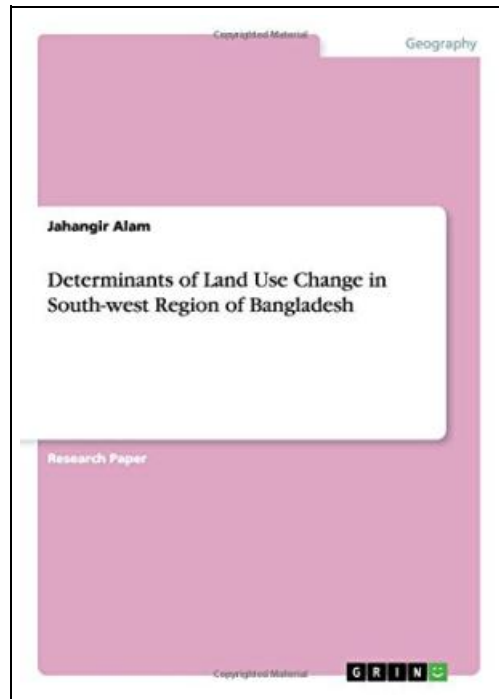 Copyrighted Material
Geography
Jahangir Alam
Determinants of Land Use Change in
South-west Region of Bangladesh
Research Paper
Copyrighted Material
G R I N